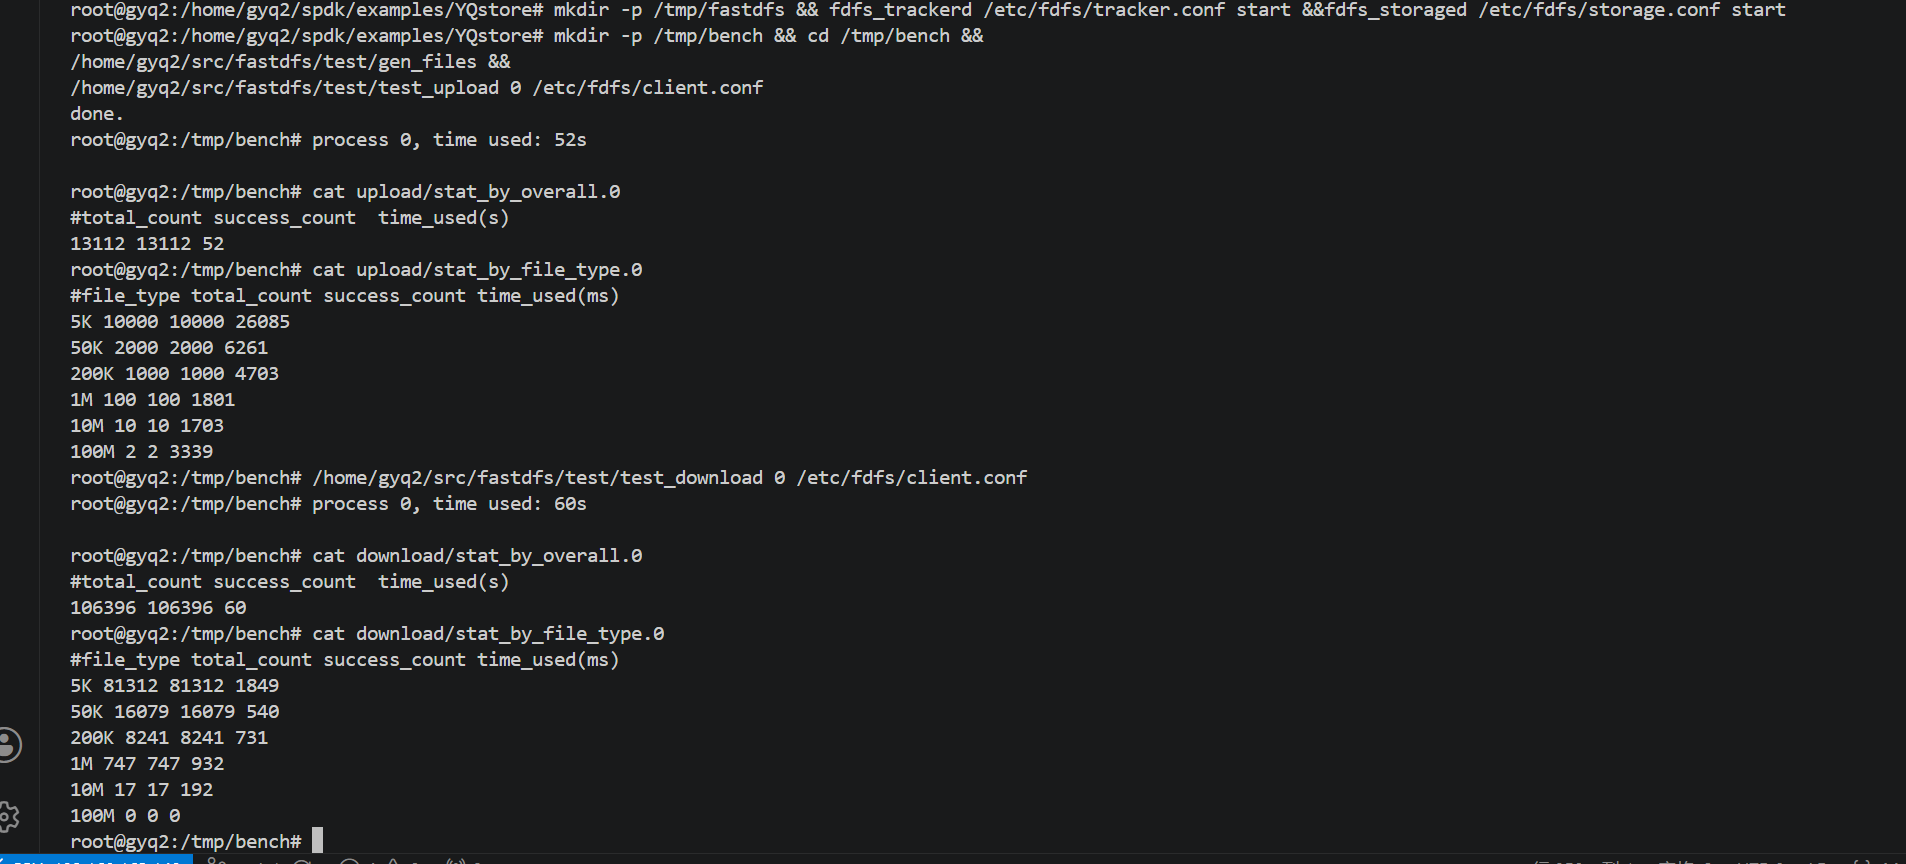 root@gyq2:/home/gyq2/spdk/examples/YQstore# mkdir -p /tmp/fastdfs && fdfs_trackerd /etc/fdfs/tracker.conf start &&fdfs_storaged /etc/fdfs/storage.conf start
root@gyq2:/home/gyq2/spdk/examples/YQstore# mkdir -p /tmp/bench && cd /tmp/bench &&
/home/gyq2/src/fastdfs/test/gen_files &&
/home/gyq2/src/fastdfs/test/test_upload 0 /etc/fdfs/client.conf
done.
root@gyq2:/tmp/bench# process 0, time used: 52s
root@gyq2:/tmp/bench# cat upload/stat_by_overall.0
#total_count success_count  time_used(s)
13112 13112 52
root@gyq2:/tmp/bench# cat upload/stat_by_file_type.0
#file_type total_count success_count time_used(ms)
5K 10000 10000 26085
50K 2000 2000 6261
200K 1000 1000 4703
1M 100 100 1801
10M 10 10 1703
100M 2 2 3339
root@gyq2:/tmp/bench# /home/gyq2/src/fastdfs/test/test_download 0 /etc/fdfs/client.conf
root@gyq2:/tmp/bench# process 0, time used: 60s
root@gyq2:/tmp/bench# cat download/stat_by_overall.0
#total_count success_count  time_used(s)
106396 106396 60
root@gyq2:/tmp/bench# cat download/stat_by_file_type.0
#file_type total_count success_count time_used(ms)
5K 81312 81312 1849
50K 16079 16079 540
200K 8241 8241 731
1M 747 747 932
10M 17 17 192
100M 0 0 0
root@gyq2:/tmp/bench#